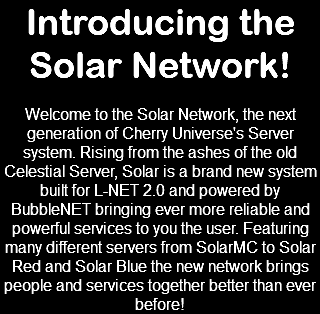 Introducing the
Solar Network!
Welcome to the Solar Network, the next
generation of Cherry Universe's Server
system. Rising from the ashes of the old
Celestial Server, Solar is a brand new system
built for L-NET 2.0 and powered by
BubbleNET bringing ever more reliable and
powerful services to you the user. Featuring
many different servers from SolarMC to Solar
Red and Solar Blue the new network brings
people and services together better than ever
before!